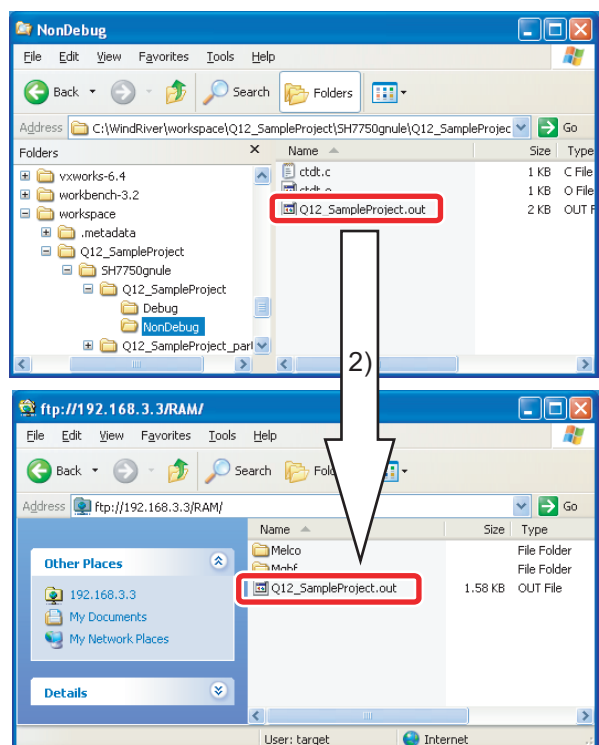 NonDebug
File Edit View Favorites Tools Help
Back Search Folders
Address C:\WindRiver\workspace\Q12_SampleProject\SH7750gnule\Q12_SampleProjec Go
Folders x Name Size Type
vxworks-6.4
workbench-3.2
workspace
.metadata
Q12_SampleProject
SH7750gnule
Q12_SampleProject
Debug
NonDebug
Q12_SampleProject_part
ctdt.c 1 KB C File
ctdt.o 1 KB O File
Q12_SampleProject.out 2 KB OUT F
2)
ftp://192.168.3.3/RAM/
File Edit View Favorites Tools Help
Back Search Fold
Address ftp://192.168.3.3/RAM/ Go
Name Size Type
Other Places
192.168.3.3
My Documents
My Network Places
Details
Melco File Folder
File Folder
Q12_SampleProject.out 1.58 KB OUT File
User: target Internet